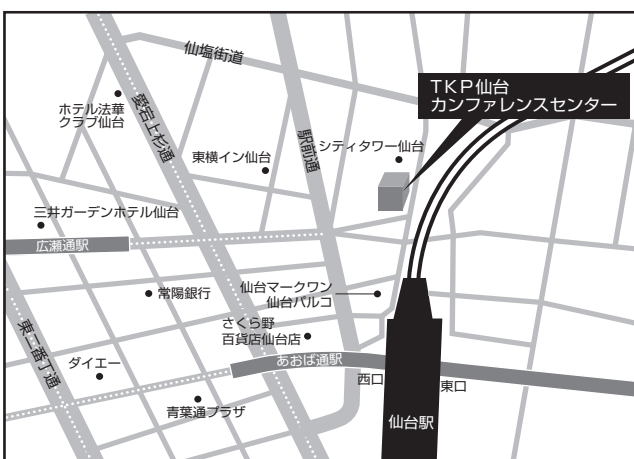 仙塩街道
TKP仙台
カンファレンスセンター
ホテル法華
クラブ仙台
愛宕上杉通
駅前通
シティタワー仙台
東横イン仙台
三井ガーデンホテル仙台
広瀬通駅
常陽銀行
仙台マークワン
仙台パルコ
さくら野
百貨店仙台店
東二番丁通
ダイエー
あおば通駅
西口
東口
青葉通プラザ
仙台駅